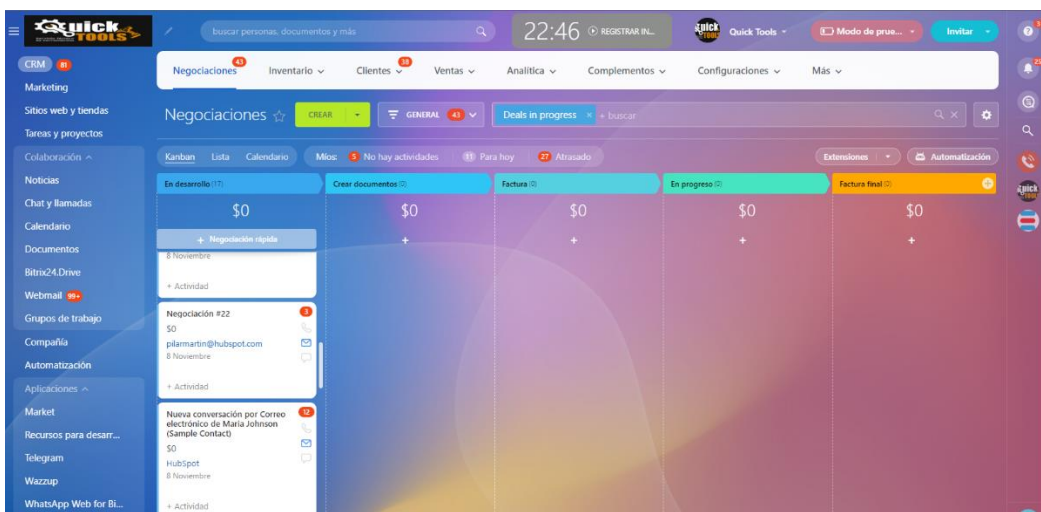 Quick TOOLS
buscar personas, documentos y más
22:46 REGISTRAR IN...
Quick Tools
Modo de prue...
Invitar
CRM 81
Marketing
Sitios web y tiendas
Tareas y proyectos
Colaboración
Noticias
Chat y llamadas
Calendario
Documentos
Bitrix24.Drive
Webmail 99+
Grupos de trabajo
Compañía
Automatización
Aplicaciones
Market
Recursos para desarr...
Telegram
Wazzup
WhatsApp Web for Bi...
Negociaciones 43 Inventario Clientes 38 Ventas Analítica Complementos Configuraciones Más
Negociaciones CREAR GENERAL 43 Deals in progress × + buscar
Kanban Lista Calendario Míos: 5 No hay actividades 11 Para hoy 27 Atrasado Extensiones Automatización
En desarrollo (17) Crear documentos (0) Factura (0) En progreso (0) Factura final (0)
$0 $0 $0 $0 $0
+ Negociación rápida + + + +
8 Noviembre
+ Actividad
Negociación #22 3
$0
pilarmartin@hubspot.com
8 Noviembre
+ Actividad
Nueva conversación por Correo 12
electrónico de Maria Johnson
(Sample Contact)
$0
HubSpot
8 Noviembre
+ Actividad